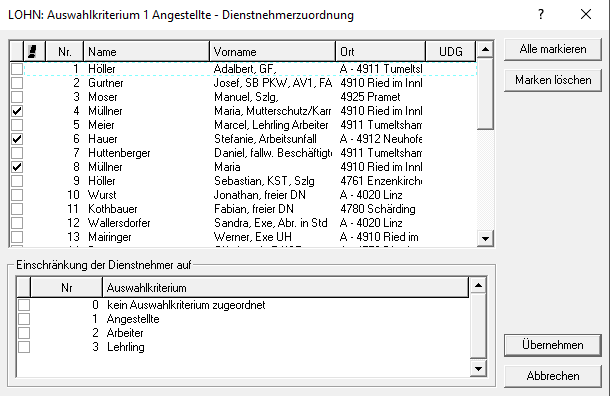 LOHN: Auswahlkriterium 1 Angestellte - Dienstnehmerzuordnung
Nr. Name Vorname Ort UDG
1 Höller Adalbert, GF, A - 4911 Tumeltsl
2 Gurtner Josef, SB PKW, AV1, FA 4910 Ried im Innl
3 Moser Manuel, Szlg, 4925 Pramet
4 Müllner Maria, Mutterschutz/Karr 4910 Ried im Innl
5 Meier Marcel, Lehrling Arbeiter 4911 Tumeltsham
6 Hauer Stefanie, Arbeitsunfall A - 4912 Neuhofe
7 Huttenberger Daniel, fallw. Beschäftigte 4911 Tumeltsham
8 Müllner Maria 4910 Ried im Innl
9 Höller Sebastian, KST, Szlg 4761 Enzenkirche
10 Wurst Jonathan, freier DN A - 4020 Linz
11 Kothbauer Fabian, freier DN 4780 Schärding
12 Wallersdorfer Sandra, Exe, Abr. in Std A - 4020 Linz
13 Mairinger Werner, Exe UH A - 4910 Ried im
Alle markieren
Marken löschen
Einschränkung der Dienstnehmer auf
Nr Auswahlkriterium
0 kein Auswahlkriterium zugeordnet
1 Angestellte
2 Arbeiter
3 Lehrling
Übernehmen
Abbrechen